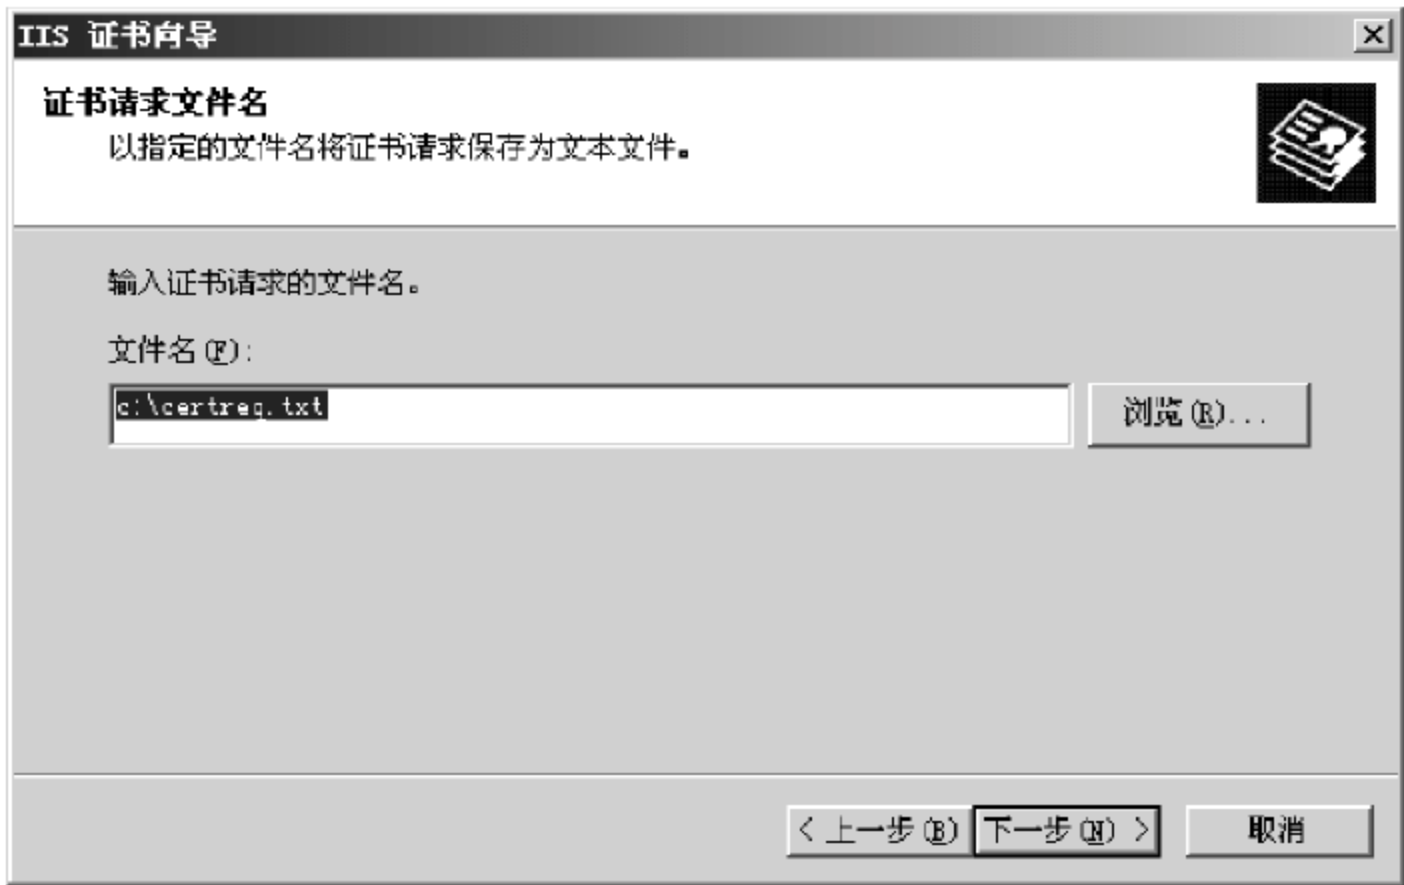 IIS 证书向导
证书请求文件名
以指定的文件名将证书请求保存为文本文件。
输入证书请求的文件名。
文件名(F):
c:\certreq.txt
浏览(R)...
< 上一步(B)
下一步(N) >
取消